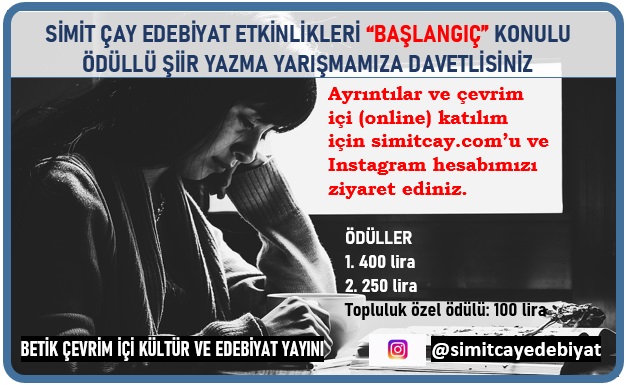 SİMİT ÇAY EDEBİYAT ETKİNLİKLERİ “BAŞLANGIÇ” KONULU
ÖDÜLLÜ ŞİİR YAZMA YARIŞMAMIZA DAVETLİSİNİZ
Ayrıntılar ve çevrim
içi (online) katılım
için simitcay.com’u ve
Instagram hesabımızı
ziyaret ediniz.
ÖDÜLLER
1. 400 lira
2. 250 lira
Topluluk özel ödülü: 100 lira
BETİK ÇEVRİM İÇİ KÜLTÜR VE EDEBİYAT YAYINI
@simitcayedebiyat